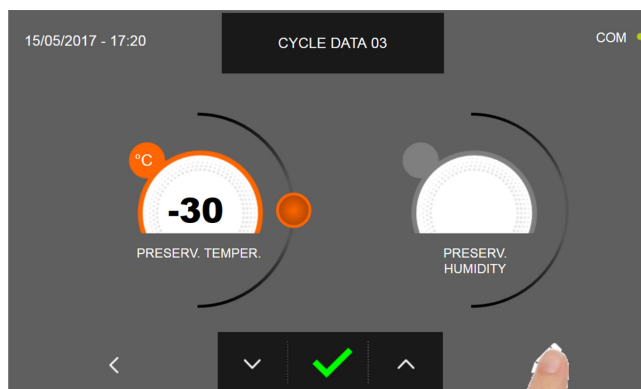 15/05/2017 - 17:20
CYCLE DATA 03
COM
°C
-30
PRESERV. TEMPER.
PRESERV.
HUMIDITY